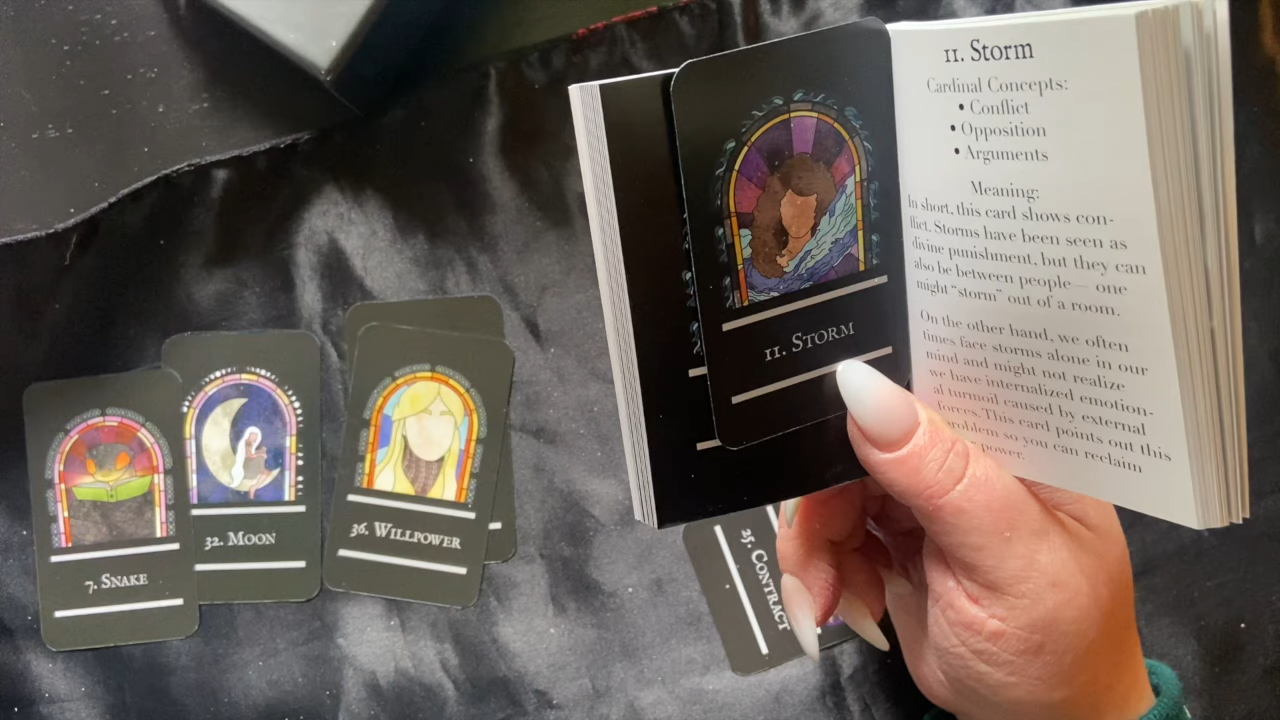 11. Storm
Cardinal Concepts:
• Conflict
• Opposition
• Arguments
Meaning:
In short, this card shows con-
flict. Storms have been seen as
divine punishment, but they can
also be between people— one
might “storm” out of a room.
On the other hand, we often
times face storms alone in our
mind and might not realize
we have internalized emotion-
al turmoil caused by external
forces. This card points out this
problem so you can reclaim
power.
11. STORM
7. SNAKE
32. MOON
36. WILLPOWER
25. CONTRACT